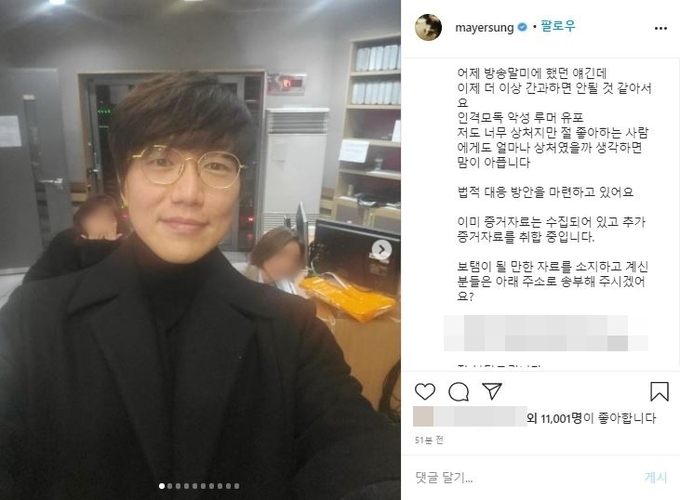 mayersung • 팔로우
어제 방송말미에 했던 얘긴데
이제 더 이상 간과하면 안될 것 같아서
요
인격모독 악성 루머 유포
저도 너무 상처지만 절 좋아하는 사람
에게도 얼마나 상처였을까 생각하면
맘이 아픕니다
법적 대응 방안을 마련하고 있어요
이미 증거자료는 수집되어 있고 추가
증거자료를 취합 중입니다.
보탬이 될 만한 자료를 소지하고 계신
분들은 아래 주소로 송부해 주시겠어
요?
외 11,001명이 좋아합니다
51분 전
댓글 달기...
게시